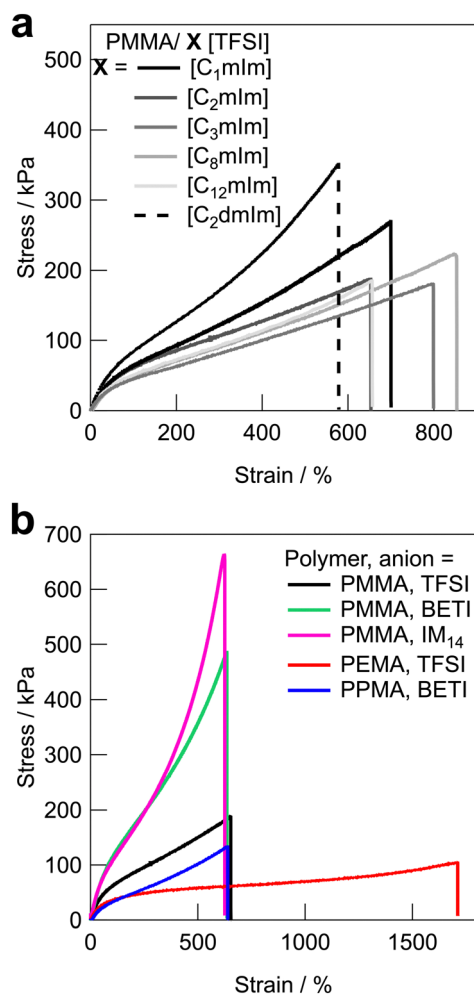 a
PMMA/ X [TFSI]
X = [C₁mIm]
[C₂mIm]
[C₃mIm]
[C₈mIm]
[C₁₂mIm]
[C₂dmIm]
500
400
300
200
100
0
Stress / kPa
0 200 400 600 800
Strain / %
b
Polymer, anion =
PMMA, TFSI
PMMA, BETI
PMMA, IM₁₄
PEMA, TFSI
PPMA, BETI
700
600
500
400
300
200
100
0
Stress / kPa
0 500 1000 1500
Strain / %